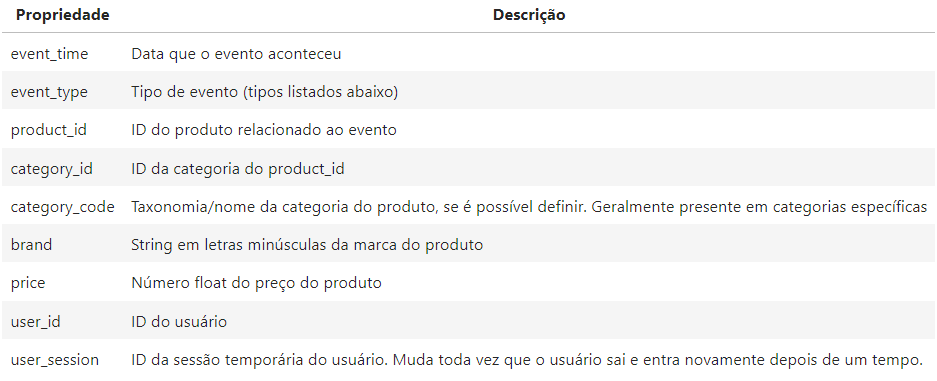 Propriedade Descrição
event_time Data que o evento aconteceu
event_type Tipo de evento (tipos listados abaixo)
product_id ID do produto relacionado ao evento
category_id ID da categoria do product_id
category_code Taxonomia/nome da categoria do produto, se é possível definir. Geralmente presente em categorias específicas
brand String em letras minúsculas da marca do produto
price Número float do preço do produto
user_id ID do usuário
user_session ID da sessão temporária do usuário. Muda toda vez que o usuário sai e entra novamente depois de um tempo.